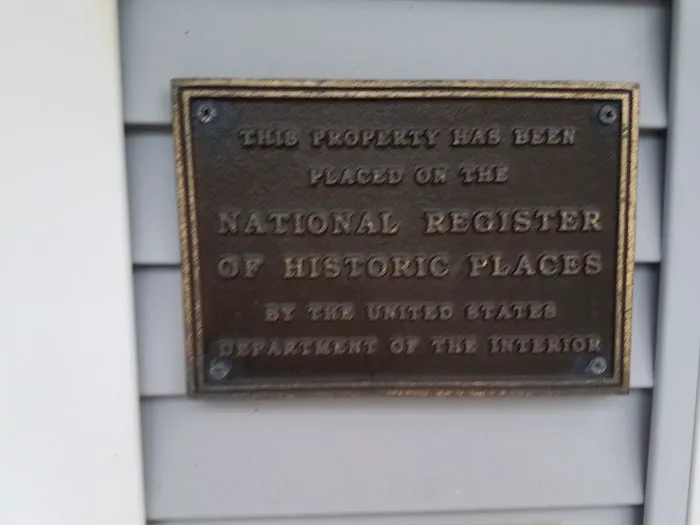 THIS PROPERTY HAS BEEN
PLACED ON THE
NATIONAL REGISTER
OF HISTORIC PLACES
BY THE UNITED STATES
DEPARTMENT OF THE INTERIOR